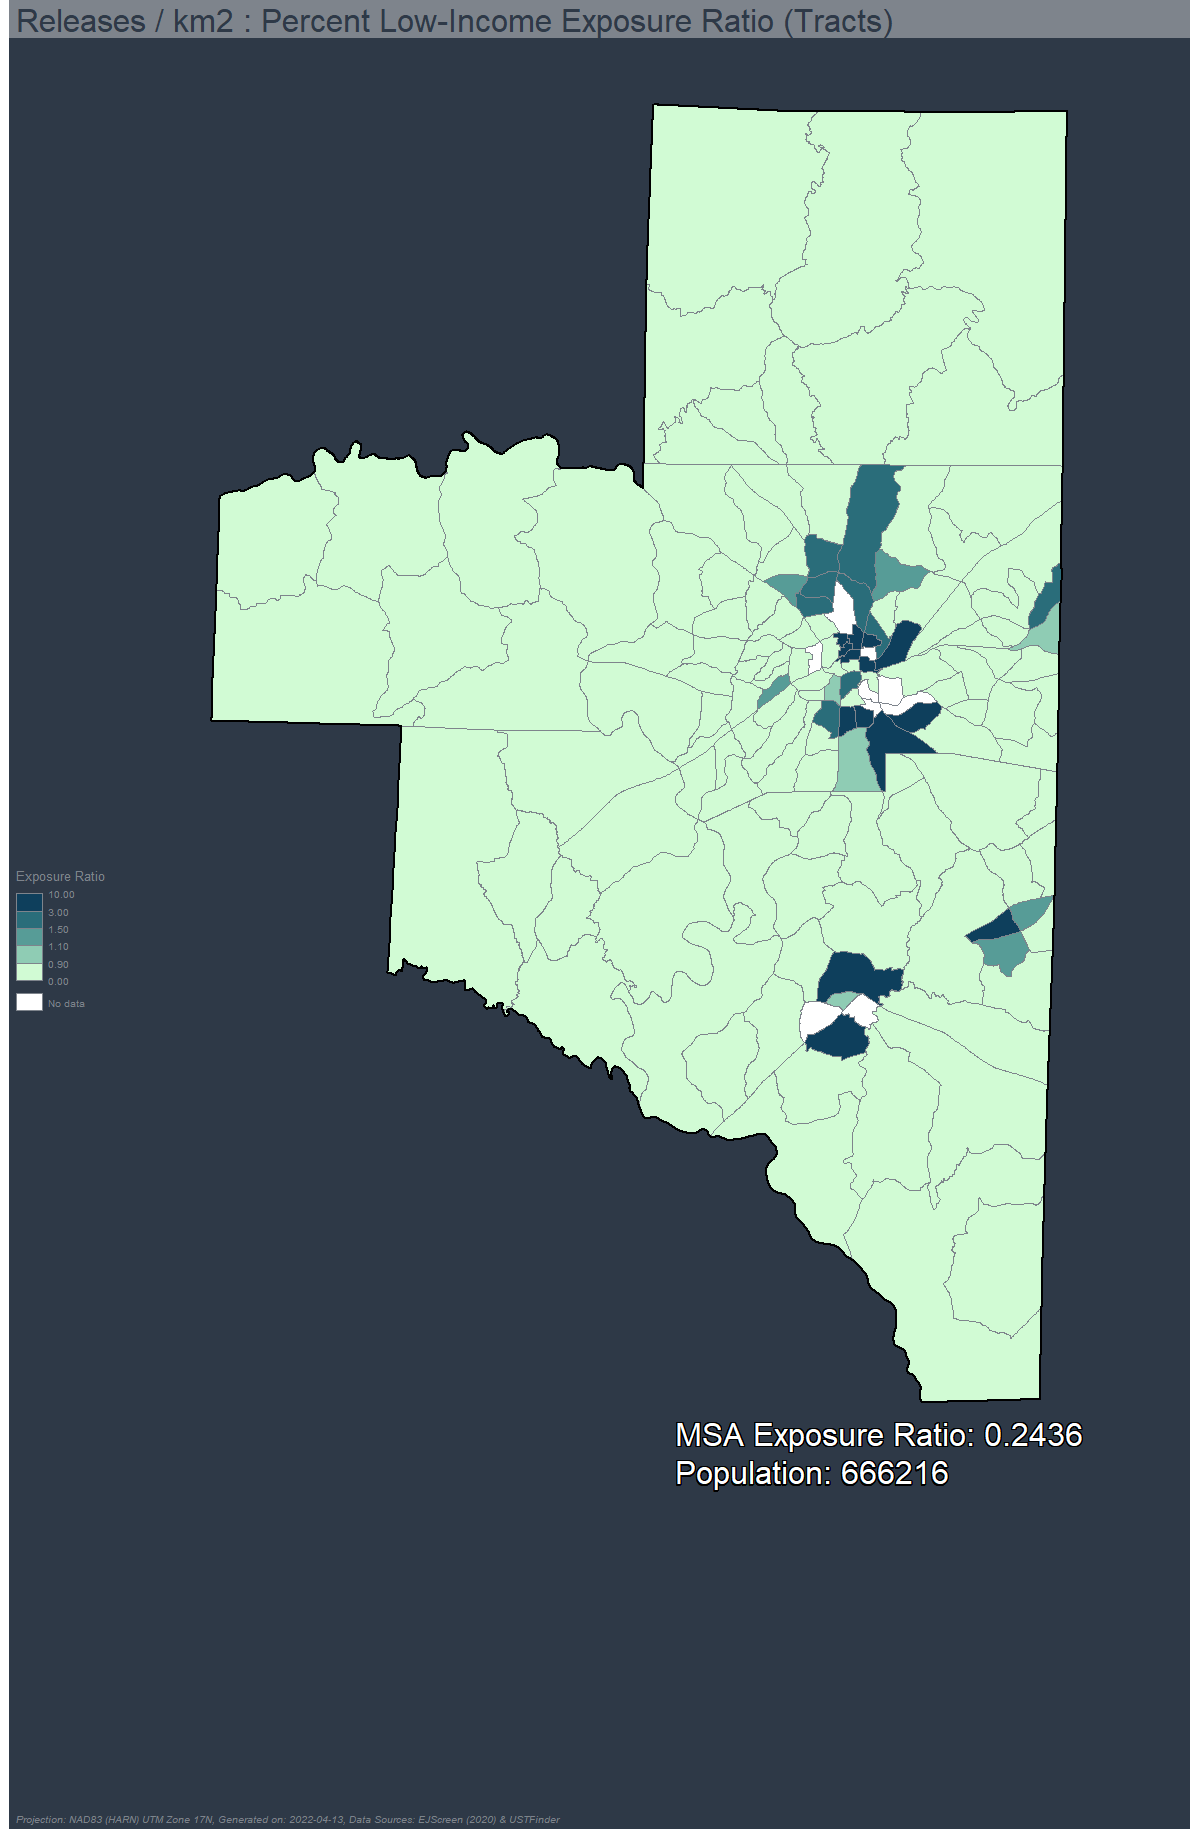 Releases / km2 : Percent Low-Income Exposure Ratio (Tracts)
Exposure Ratio
10.00
3.00
1.50
1.10
0.90
0.00
No data
MSA Exposure Ratio: 0.2436
Population: 666216
Projection: NAD83 (HARN) UTM Zone 17N, Generated on: 2022-04-13, Data Sources: EJScreen (2020) & USTFinder